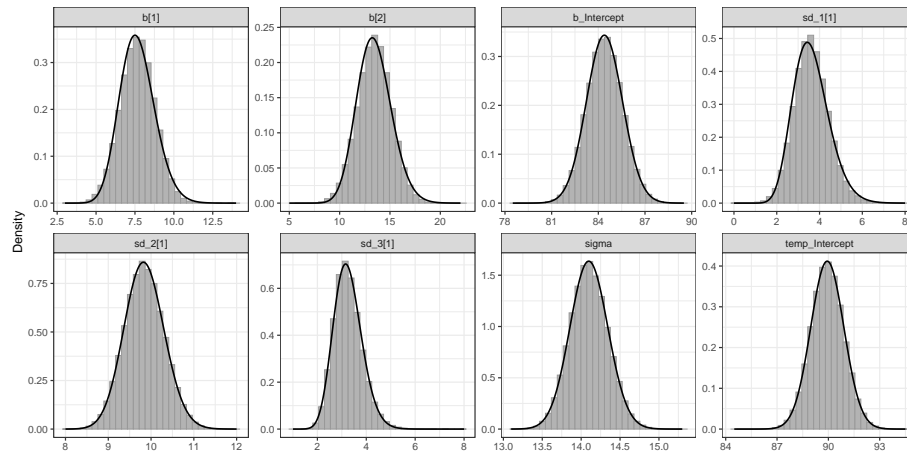 b[1] b[2] b_Intercept sd_1[1]
0.3 0.25 0.3 0.5
0.2 0.20 0.2 0.4
0.1 0.15 0.1 0.3
0.0 0.10 0.0 0.2
0.05 0.1
0.00 0.0
2.5 5.0 7.5 10.0 12.5 5 10 15 20 78 81 84 87 90 0 2 4 6 8
Density
sd_2[1] sd_3[1] sigma temp_Intercept
0.75 0.6 1.5 0.4
0.50 0.4 1.0 0.3
0.25 0.2 0.5 0.2
0.00 0.0 0.0 0.1
0.0
8 9 10 11 12 2 4 6 8 13.0 13.5 14.0 14.5 15.0 84 87 90 93